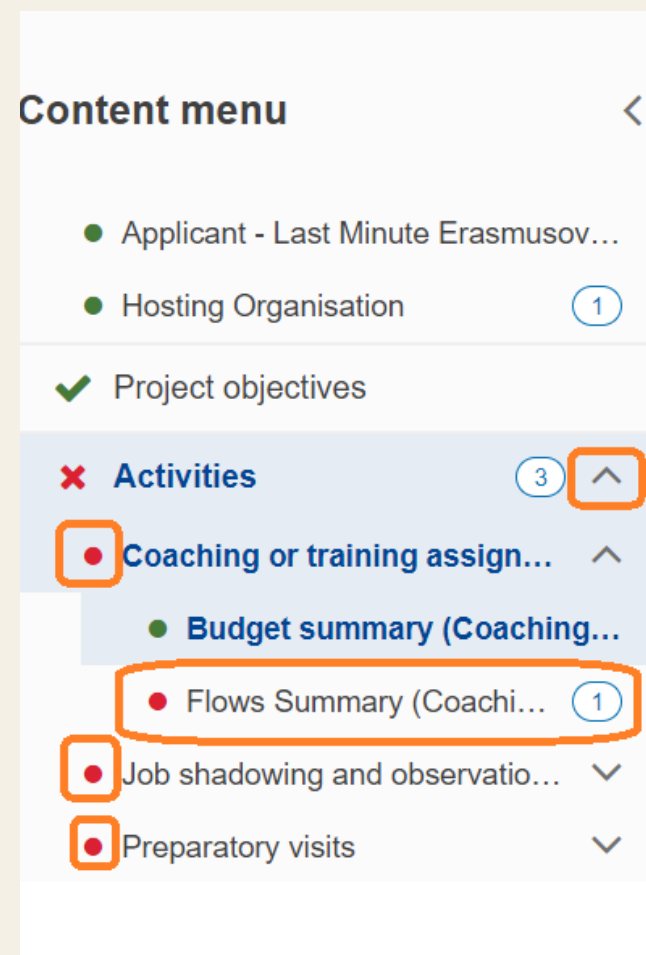 Content menu
Applicant - Last Minute Erasmusov...
Hosting Organisation 1
Project objectives
Activities 3
Coaching or training assign...
Budget summary (Coaching...
Flows Summary (Coachi... 1
Job shadowing and observatio...
Preparatory visits